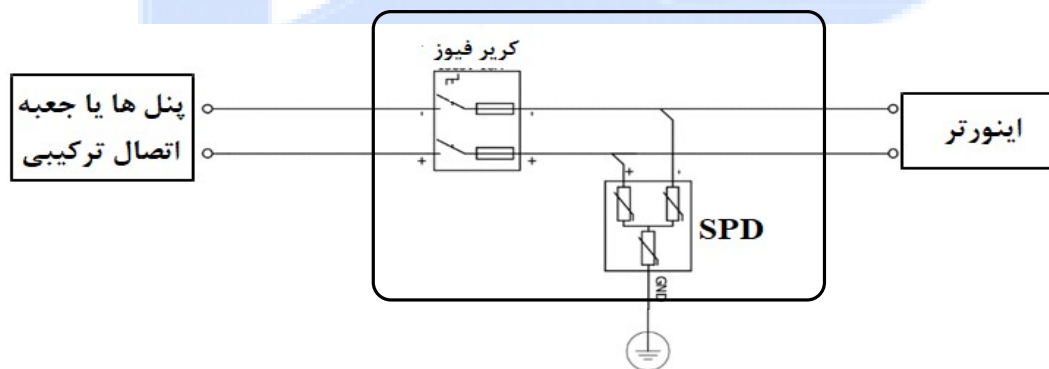 کریر فیوز
پنل ها یا جعبه
اتصال ترکیبی
اینورتر
-
-
+
+
+
-
SPD
GND